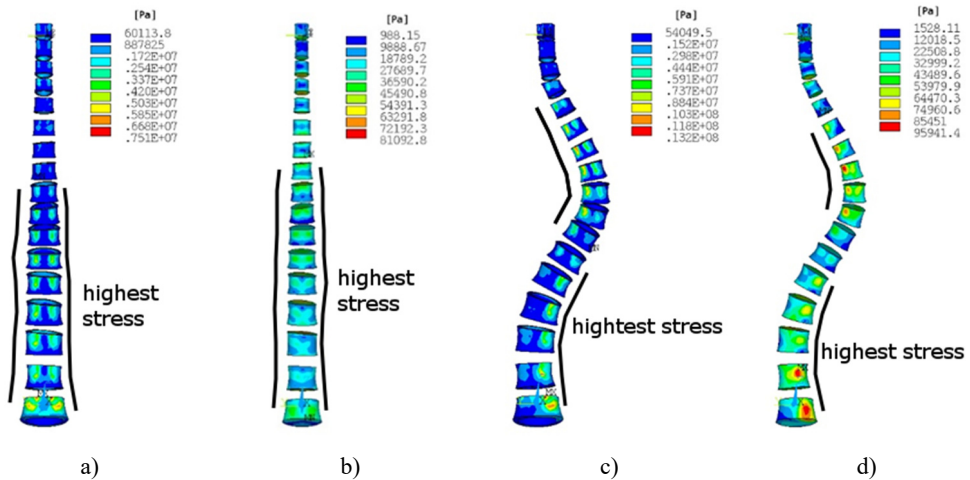 [Pa]
60113.8
887825
.172E+07
.254E+07
.337E+07
.420E+07
.503E+07
.585E+07
.668E+07
.751E+07
highest
stress
a)
[Pa]
988.15
9888.67
18789.2
27689.7
36590.2
45490.8
54391.3
63291.8
72192.3
81092.8
highest
stress
b)
[Pa]
54049.5
.152E+07
.298E+07
.444E+07
.591E+07
.737E+07
.884E+07
.103E+08
.118E+08
.132E+08
hightest stress
c)
[Pa]
1528.11
12018.5
22508.8
32999.2
43489.6
53979.9
64470.3
74960.6
85451
95941.4
highest stress
d)